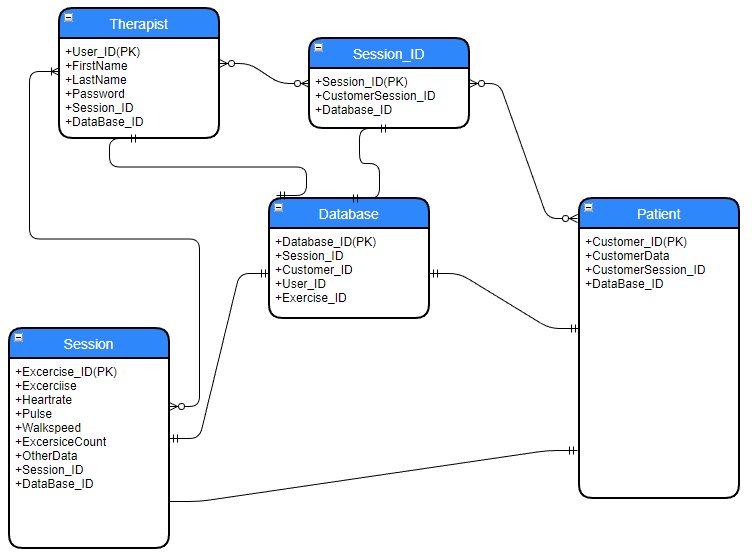 Therapist
+User_ID(PK)
+FirstName
+LastName
+Password
+Session_ID
+DataBase_ID
Session_ID
+Session_ID(PK)
+CustomerSession_ID
+Database_ID
Database
+Database_ID(PK)
+Session_ID
+Customer_ID
+User_ID
+Exercise_ID
Patient
+Customer_ID(PK)
+CustomerData
+CustomerSession_ID
+DataBase_ID
Session
+Excercise_ID(PK)
+Excerciise
+Heartrate
+Pulse
+Walkspeed
+ExcersiceCount
+OtherData
+Session_ID
+DataBase_ID